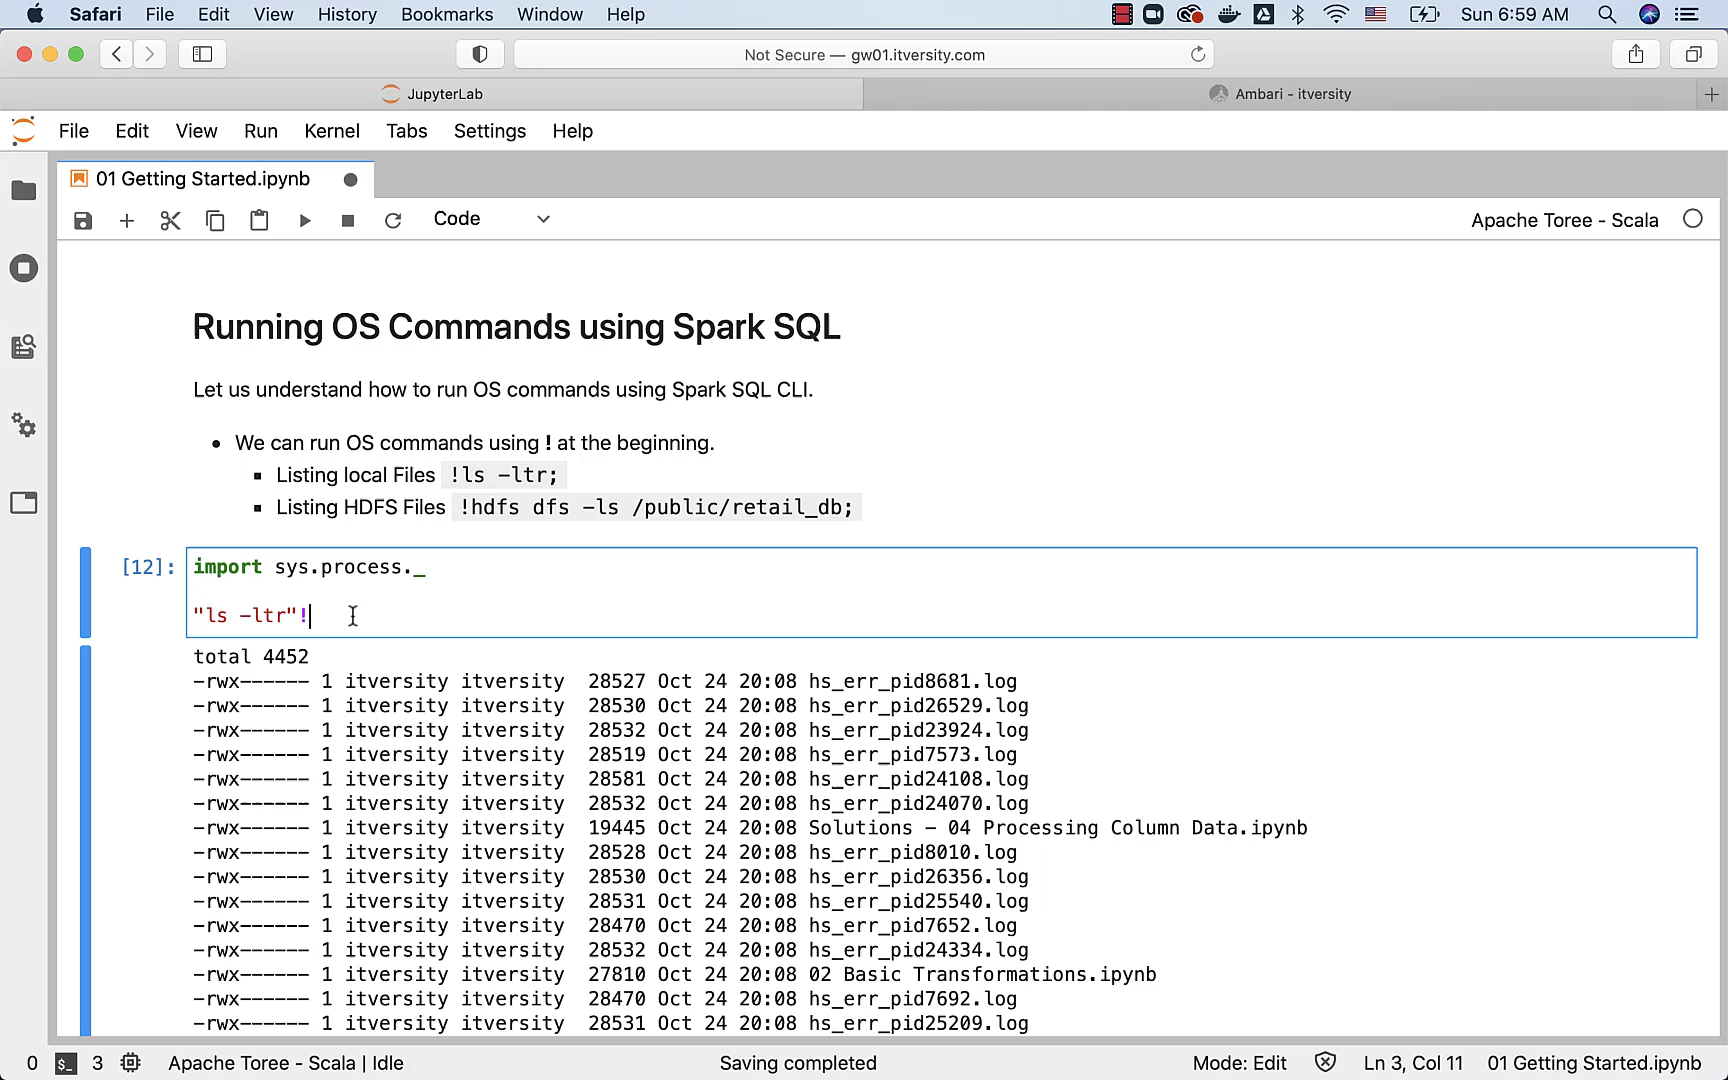 Safari File Edit View History Bookmarks Window Help Sun 6:59 AM
Not Secure — gw01.itversity.com
JupyterLab Ambari - itversity
File Edit View Run Kernel Tabs Settings Help
01 Getting Started.ipynb
Code Apache Toree - Scala
Running OS Commands using Spark SQL
Let us understand how to run OS commands using Spark SQL CLI.
• We can run OS commands using ! at the beginning.
▪ Listing local Files !ls -ltr;
▪ Listing HDFS Files !hdfs dfs -ls /public/retail_db;
[12]: import sys.process._
"ls -ltr"!
total 4452
-rwx------ 1 itversity itversity 28527 Oct 24 20:08 hs_err_pid8681.log
-rwx------ 1 itversity itversity 28530 Oct 24 20:08 hs_err_pid26529.log
-rwx------ 1 itversity itversity 28532 Oct 24 20:08 hs_err_pid23924.log
-rwx------ 1 itversity itversity 28519 Oct 24 20:08 hs_err_pid7573.log
-rwx------ 1 itversity itversity 28581 Oct 24 20:08 hs_err_pid24108.log
-rwx------ 1 itversity itversity 28532 Oct 24 20:08 hs_err_pid24070.log
-rwx------ 1 itversity itversity 19445 Oct 24 20:08 Solutions - 04 Processing Column Data.ipynb
-rwx------ 1 itversity itversity 28528 Oct 24 20:08 hs_err_pid8010.log
-rwx------ 1 itversity itversity 28530 Oct 24 20:08 hs_err_pid26356.log
-rwx------ 1 itversity itversity 28531 Oct 24 20:08 hs_err_pid25540.log
-rwx------ 1 itversity itversity 28470 Oct 24 20:08 hs_err_pid7652.log
-rwx------ 1 itversity itversity 28532 Oct 24 20:08 hs_err_pid24334.log
-rwx------ 1 itversity itversity 27810 Oct 24 20:08 02 Basic Transformations.ipynb
-rwx------ 1 itversity itversity 28470 Oct 24 20:08 hs_err_pid7692.log
-rwx------ 1 itversity itversity 28531 Oct 24 20:08 hs_err_pid25209.log
0 $_ 3 Apache Toree - Scala | Idle Saving completed Mode: Edit Ln 3, Col 11 01 Getting Started.ipynb